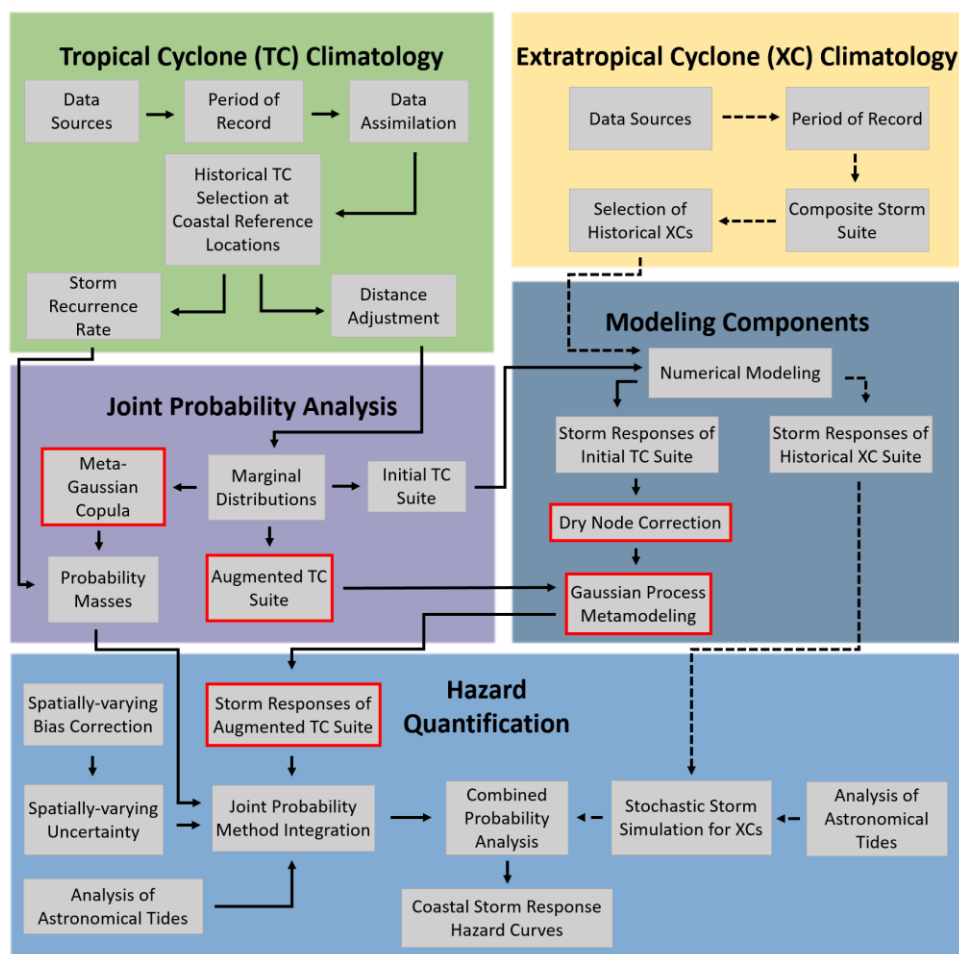 Tropical Cyclone (TC) Climatology
Data
Sources
Period of
Record
Data
Assimilation
Historical TC
Selection at
Coastal Reference
Locations
Storm
Recurrence
Rate
Distance
Adjustment
Extratropical Cyclone (XC) Climatology
Data Sources
Period of Record
Selection of
Historical XCs
Composite Storm
Suite
Joint Probability Analysis
Meta-
Gaussian
Copula
Marginal
Distributions
Initial TC
Suite
Probability
Masses
Augmented TC
Suite
Modeling Components
Numerical Modeling
Storm Responses of
Initial TC Suite
Storm Responses of
Historical XC Suite
Dry Node Correction
Gaussian Process
Metamodeling
Hazard
Quantification
Spatially-varying
Bias Correction
Storm Responses of
Augmented TC Suite
Spatially-varying
Uncertainty
Joint Probability
Method Integration
Combined
Probability
Analysis
Stochastic Storm
Simulation for XCs
Analysis of
Astronomical
Tides
Analysis of
Astronomical Tides
Coastal Storm Response
Hazard Curves